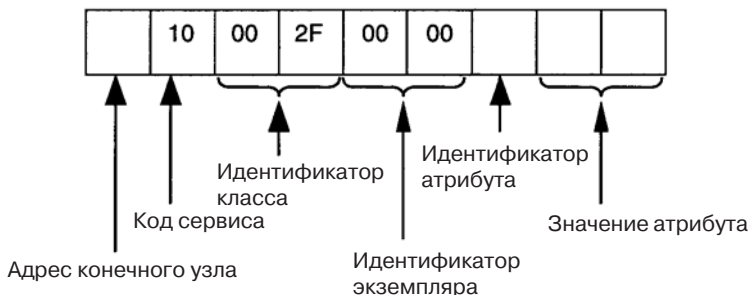 10 00 2F 00 00
Идентификатор
класса
Идентификатор
атрибута
Код сервиса
Значение атрибута
Адрес конечного узла
Идентификатор
экземпляра